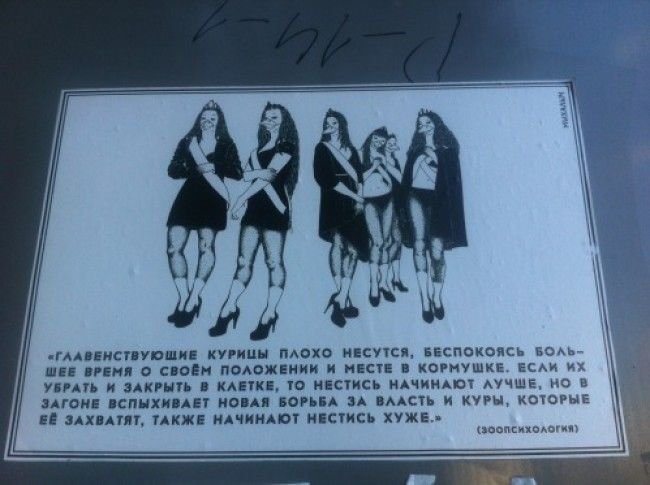 МИХАЛЫЧ
«ГЛАВЕНСТВУЮЩИЕ КУРИЦЫ ПЛОХО НЕСУТСЯ, БЕСПОКОЯСЬ БОЛЬ-
ШЕЕ ВРЕМЯ О СВОЁМ ПОЛОЖЕНИИ И МЕСТЕ В КОРМУШКЕ. ЕСЛИ ИХ
УБРАТЬ И ЗАКРЫТЬ В КЛЕТКЕ, ТО НЕСТИСЬ НАЧИНАЮТ ЛУЧШЕ, НО В
ЗАГОНЕ ВСПЫХИВАЕТ НОВАЯ БОРЬБА ЗА ВЛАСТЬ И КУРЫ, КОТОРЫЕ
ЕЁ ЗАХВАТЯТ, ТАКЖЕ НАЧИНАЮТ НЕСТИСЬ ХУЖЕ.»
(ЗООПСИХОЛОГИЯ)